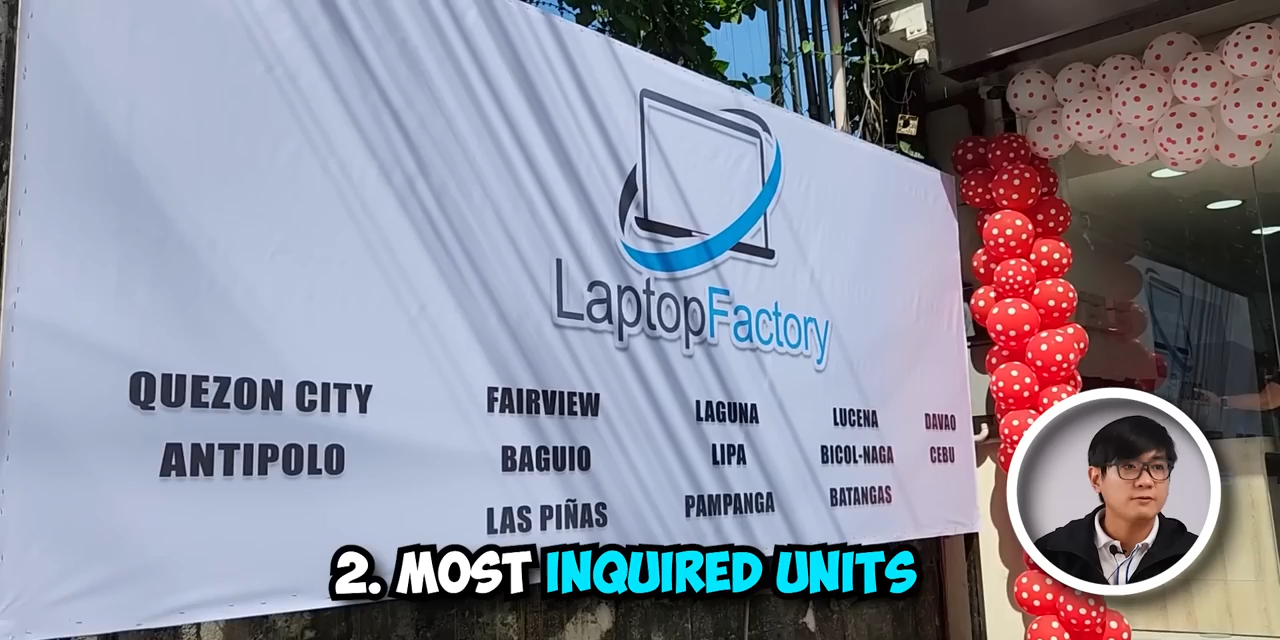 LaptopFactory
QUEZON CITY
ANTIPOLO
FAIRVIEW
BAGUIO
LAS PIÑAS
LAGUNA
LIPA
PAMPANGA
LUCENA
BICOL-NAGA
BATANGAS
DAVAO
CEBU
2. MOST INQUIRED UNITS